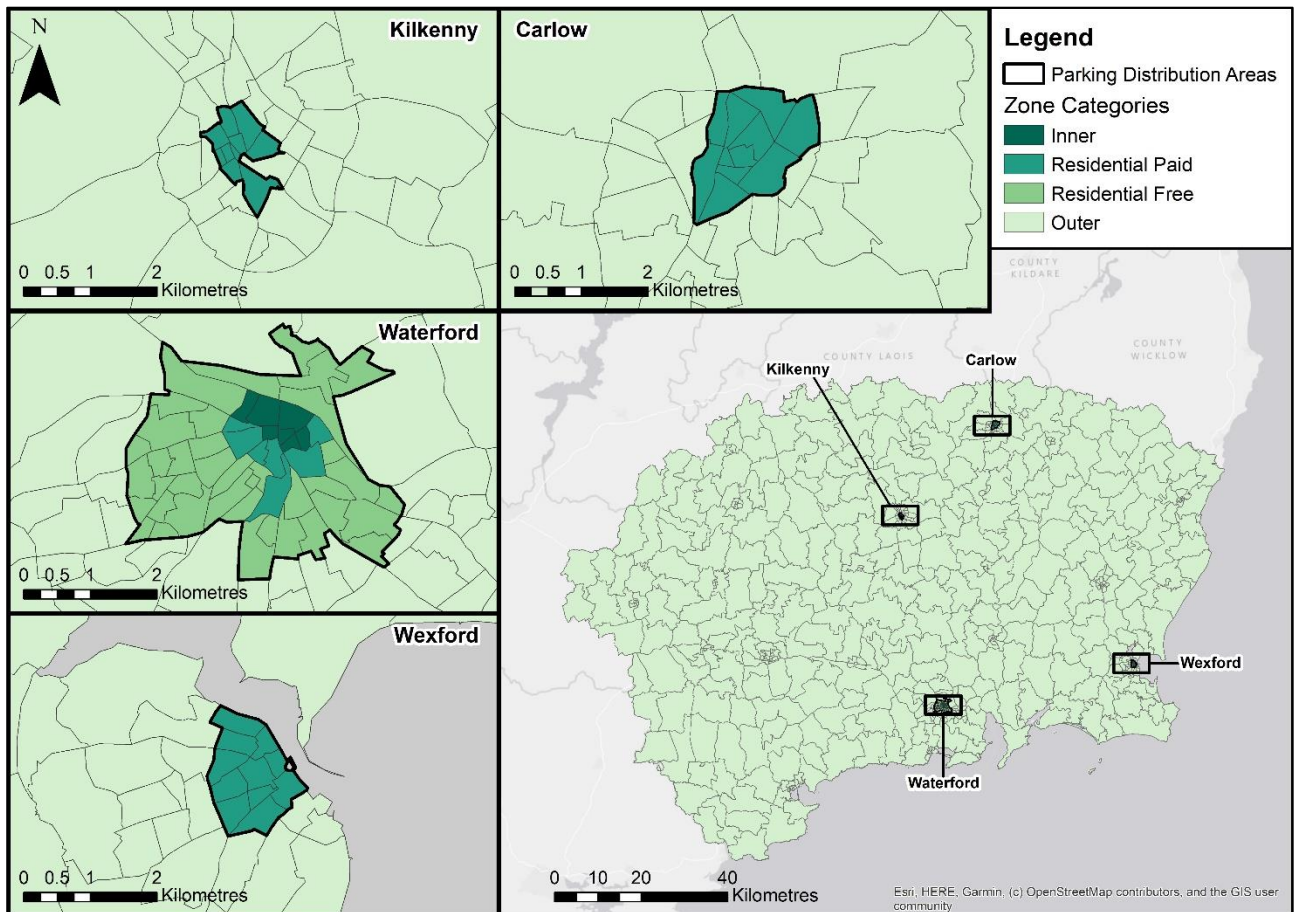 N
Kilkenny
0 0.5 1 2
Kilometres
Carlow
0 0.5 1 2
Kilometres
Legend
Parking Distribution Areas
Zone Categories
Inner
Residential Paid
Residential Free
Outer
Waterford
0 0.5 1 2
Kilometres
Wexford
0 0.5 1 2
Kilometres
COUNTY
KILDARE
COUNTY
WICKLOW
COUNTY LAOIS
Carlow
Kilkenny
Wexford
Waterford
0 10 20 40
Kilometres
Esri, HERE, Garmin, (c) OpenStreetMap contributors, and the GIS user
community